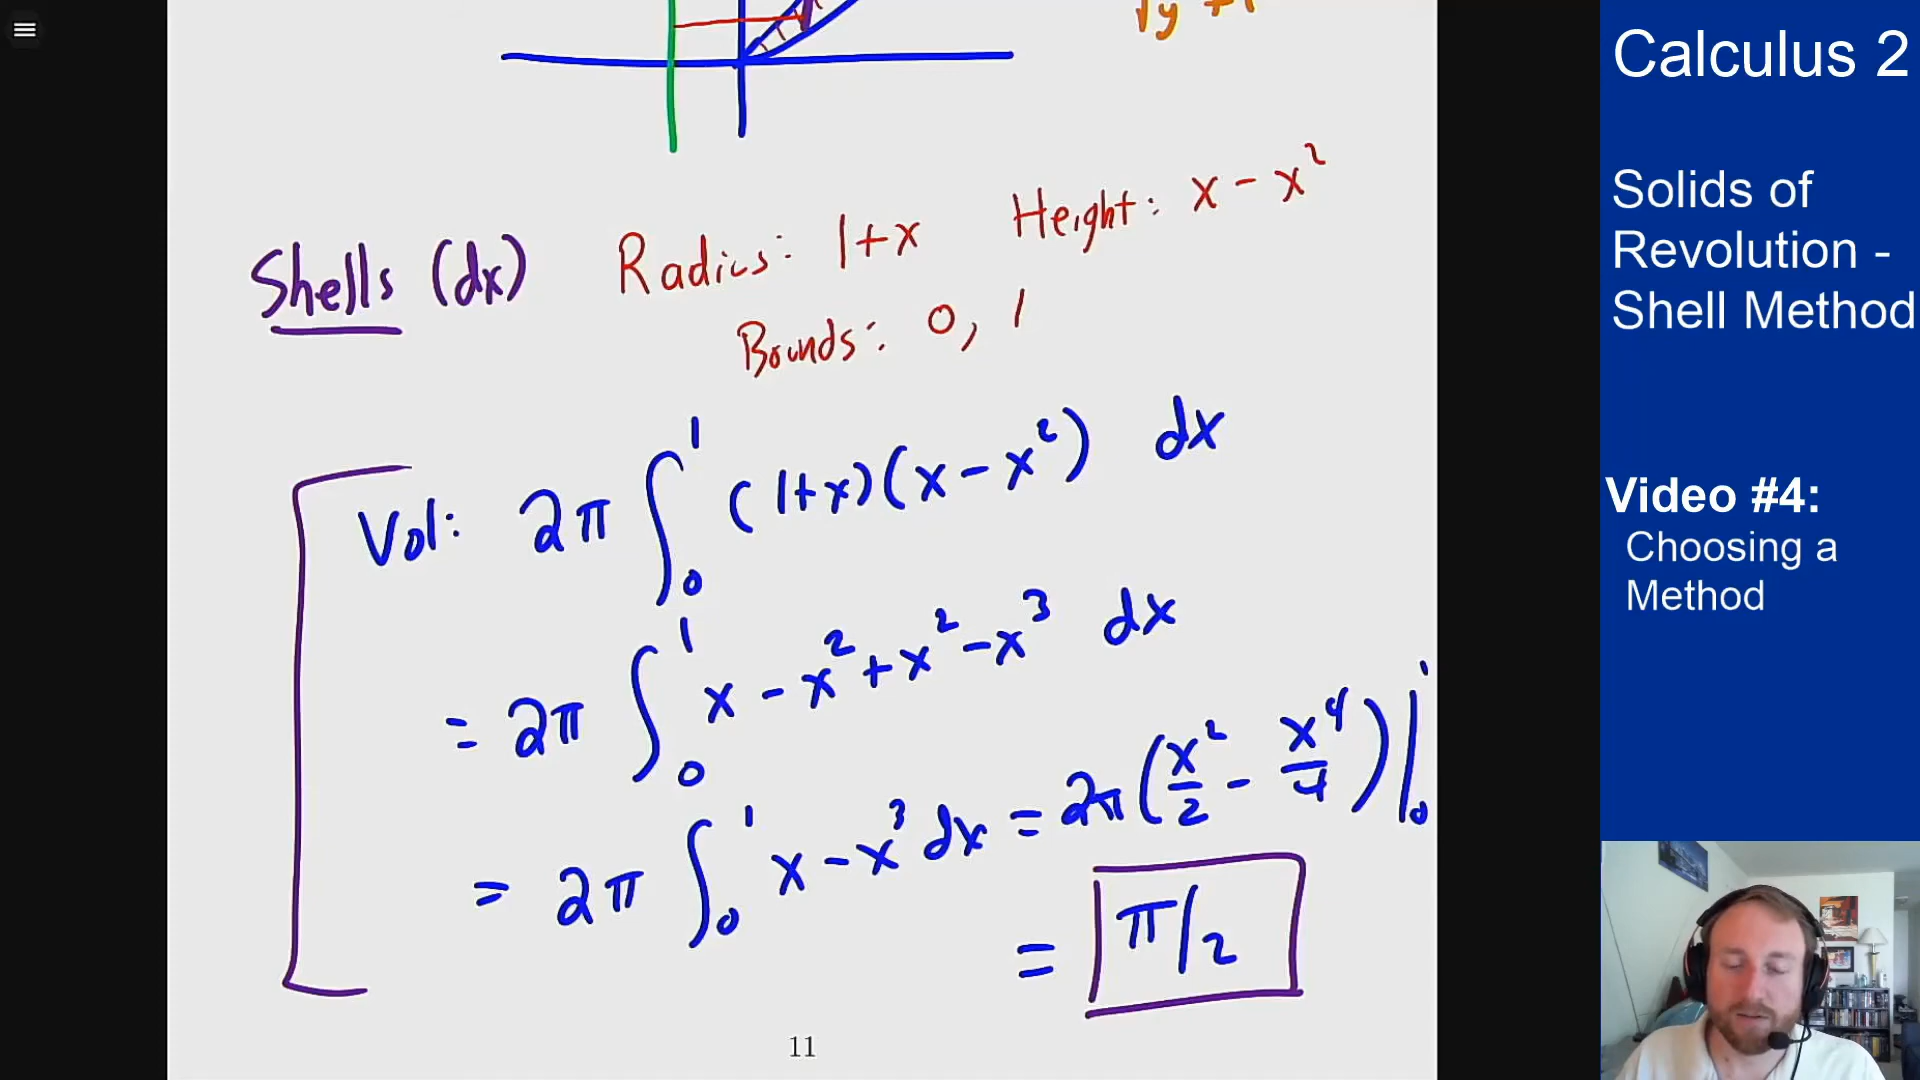 √y + 1
Shells (dx) Radius: 1+x Height: x - x²
Bounds: 0, 1
Vol: 2π ∫₀¹ (1+x)(x - x²) dx
= 2π ∫₀¹ x - x² + x² - x³ dx
= 2π ∫₀¹ x - x³ dx = 2π (x²/2 - x⁴/4) |₀¹
= π/2
11
Calculus 2
Solids of
Revolution -
Shell Method
Video #4:
Choosing a
Method